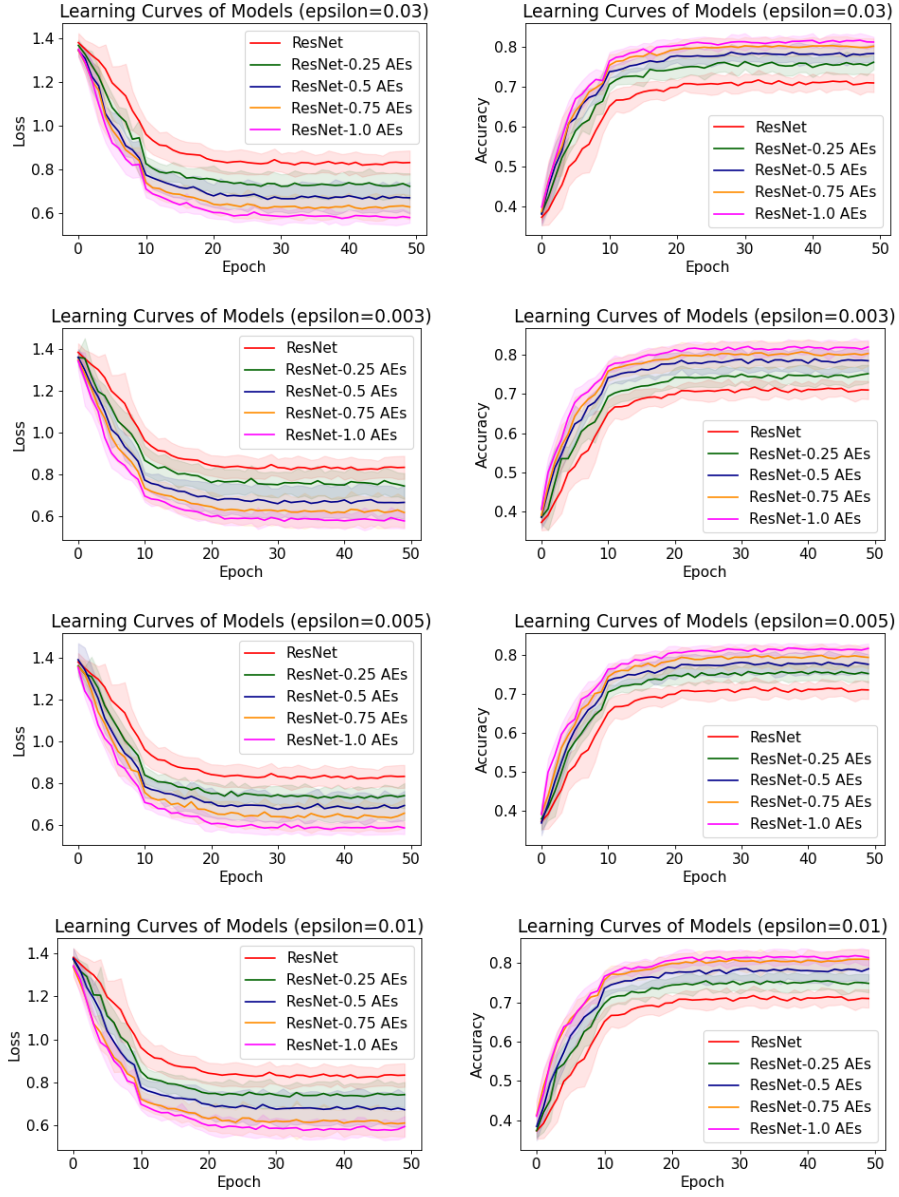 Learning Curves of Models (epsilon=0.03)
1.4
1.2
1.0
0.8
0.6
Loss
ResNet
ResNet-0.25 AEs
ResNet-0.5 AEs
ResNet-0.75 AEs
ResNet-1.0 AEs
0 10 20 30 40 50
Epoch
Learning Curves of Models (epsilon=0.03)
0.8
0.7
0.6
0.5
0.4
Accuracy
ResNet
ResNet-0.25 AEs
ResNet-0.5 AEs
ResNet-0.75 AEs
ResNet-1.0 AEs
0 10 20 30 40 50
Epoch
Learning Curves of Models (epsilon=0.003)
1.4
1.2
1.0
0.8
0.6
Loss
ResNet
ResNet-0.25 AEs
ResNet-0.5 AEs
ResNet-0.75 AEs
ResNet-1.0 AEs
0 10 20 30 40 50
Epoch
Learning Curves of Models (epsilon=0.003)
0.8
0.7
0.6
0.5
0.4
Accuracy
ResNet
ResNet-0.25 AEs
ResNet-0.5 AEs
ResNet-0.75 AEs
ResNet-1.0 AEs
0 10 20 30 40 50
Epoch
Learning Curves of Models (epsilon=0.005)
1.4
1.2
1.0
0.8
0.6
Loss
ResNet
ResNet-0.25 AEs
ResNet-0.5 AEs
ResNet-0.75 AEs
ResNet-1.0 AEs
0 10 20 30 40 50
Epoch
Learning Curves of Models (epsilon=0.005)
0.8
0.7
0.6
0.5
0.4
Accuracy
ResNet
ResNet-0.25 AEs
ResNet-0.5 AEs
ResNet-0.75 AEs
ResNet-1.0 AEs
0 10 20 30 40 50
Epoch
Learning Curves of Models (epsilon=0.01)
1.4
1.2
1.0
0.8
0.6
Loss
ResNet
ResNet-0.25 AEs
ResNet-0.5 AEs
ResNet-0.75 AEs
ResNet-1.0 AEs
0 10 20 30 40 50
Epoch
Learning Curves of Models (epsilon=0.01)
0.8
0.7
0.6
0.5
0.4
Accuracy
ResNet
ResNet-0.25 AEs
ResNet-0.5 AEs
ResNet-0.75 AEs
ResNet-1.0 AEs
0 10 20 30 40 50
Epoch